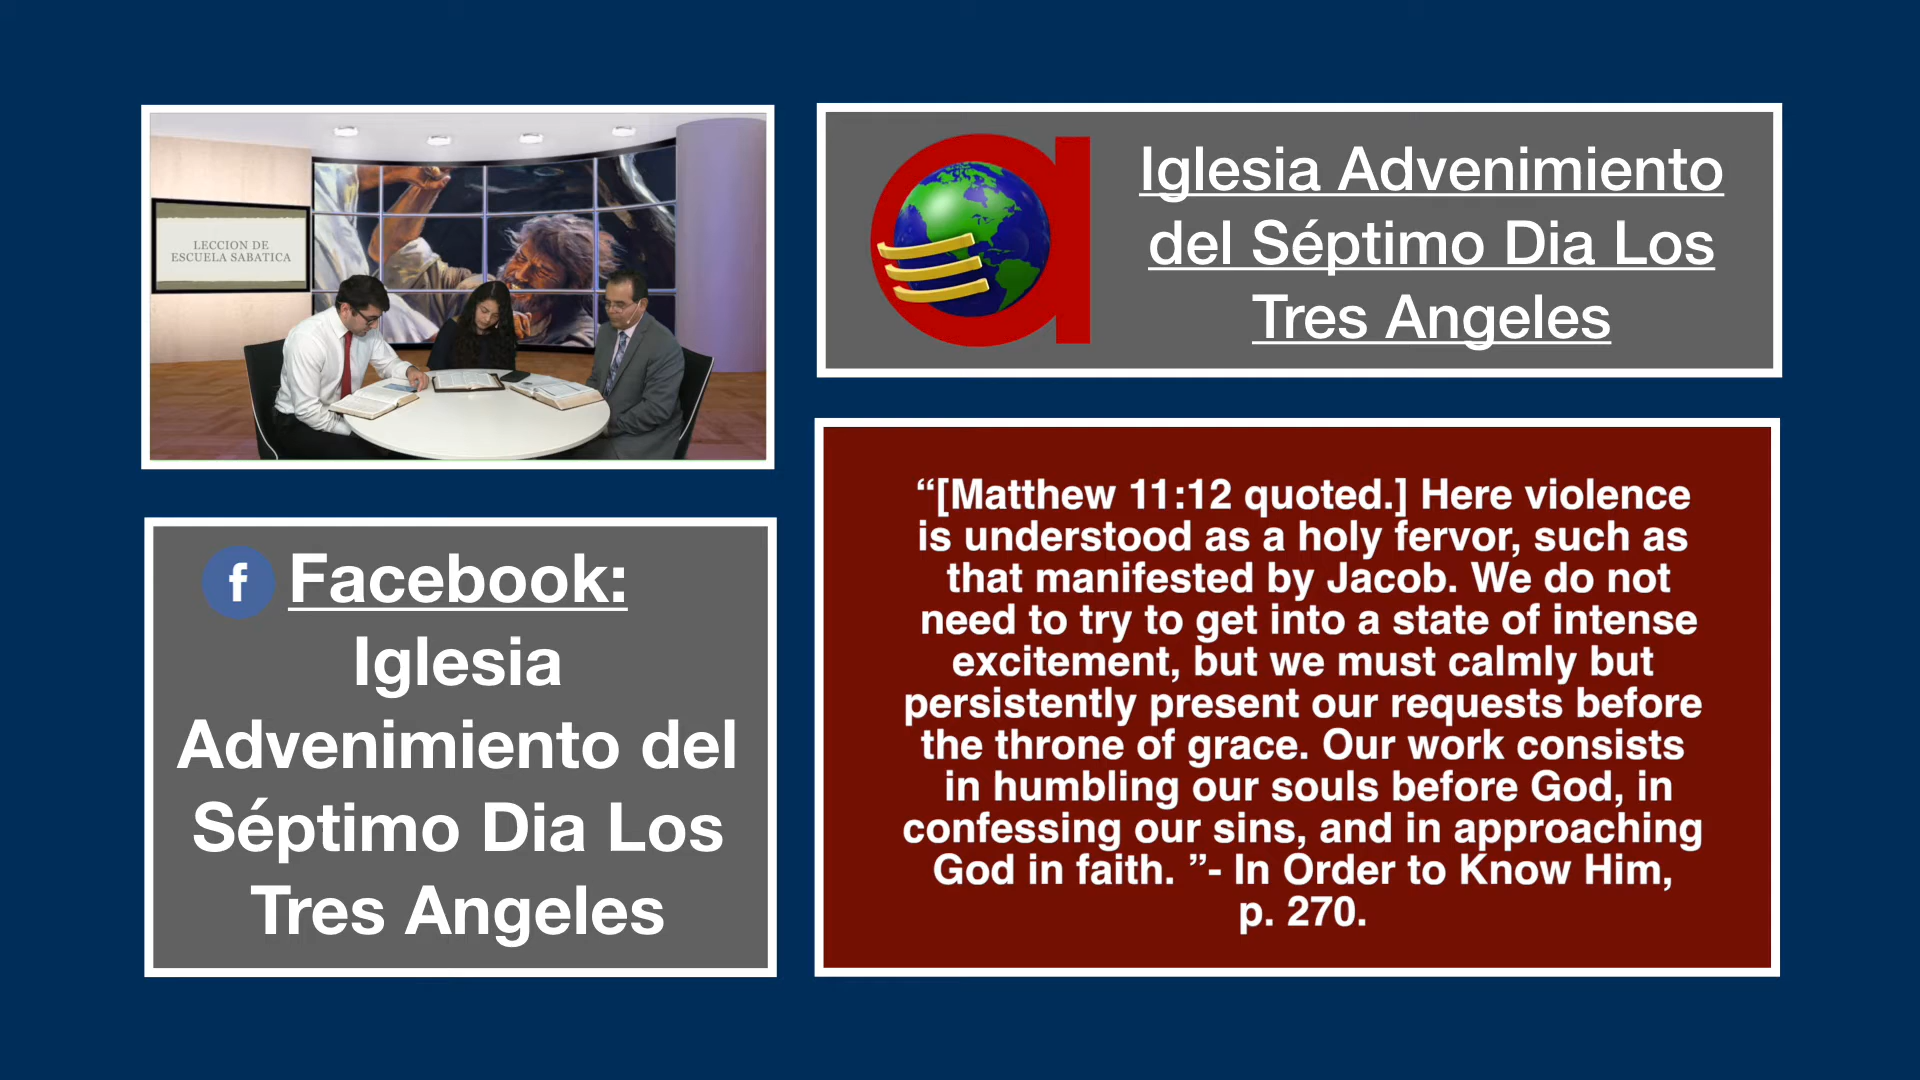 LECCION DE
ESCUELA SABATICA
Iglesia Advenimiento
del Séptimo Dia Los
Tres Angeles
f Facebook:
Iglesia
Advenimiento del
Séptimo Dia Los
Tres Angeles
“[Matthew 11:12 quoted.] Here violence
is understood as a holy fervor, such as
that manifested by Jacob. We do not
need to try to get into a state of intense
excitement, but we must calmly but
persistently present our requests before
the throne of grace. Our work consists
in humbling our souls before God, in
confessing our sins, and in approaching
God in faith. ”- In Order to Know Him,
p. 270.